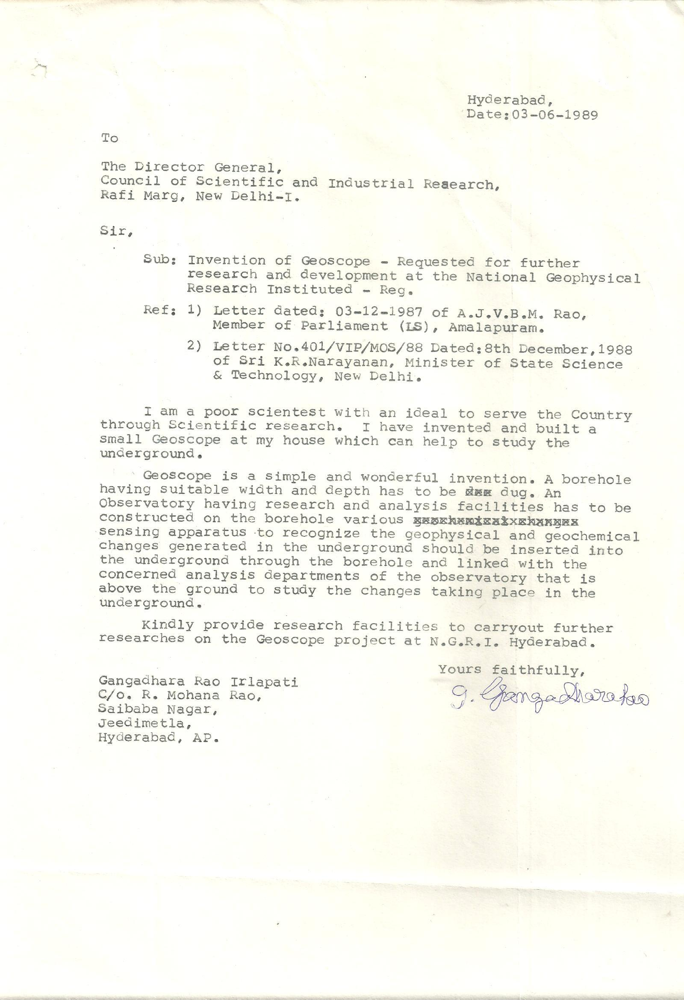 Hyderabad,
Date:03-06-1989
To
The Director General,
Council of Scientific and Industrial Research,
Rafi Marg, New Delhi-I.
Sir,
Sub: Invention of Geoscope - Requested for further
research and development at the National Geophysical
Research Instituted - Reg.
Ref: 1) Letter dated: 03-12-1987 of A.J.V.B.M. Rao,
Member of Parliament (LS), Amalapuram.
2) Letter No.401/VIP/MOS/88 Dated:8th December,1988
of Sri K.R.Narayanan, Minister of State Science
& Technology, New Delhi.
I am a poor scientest with an ideal to serve the Country
through Scientific research. I have invented and built a
small Geoscope at my house which can help to study the
underground.
Geoscope is a simple and wonderful invention. A borehole
having suitable width and depth has to be dug. An
Observatory having research and analysis facilities has to be
constructed on the borehole various
sensing apparatus to recognize the geophysical and geochemical
changes generated in the underground should be inserted into
the underground through the borehole and linked with the
concerned analysis departments of the observatory that is
above the ground to study the changes taking place in the
underground.
Kindly provide research facilities to carryout further
researches on the Geoscope project at N.G.R.I. Hyderabad.
Yours faithfully,
G. Gangadhara Rao
Gangadhara Rao Irlapati
C/o. R. Mohana Rao,
Saibaba Nagar,
Jeedimetla,
Hyderabad, AP.